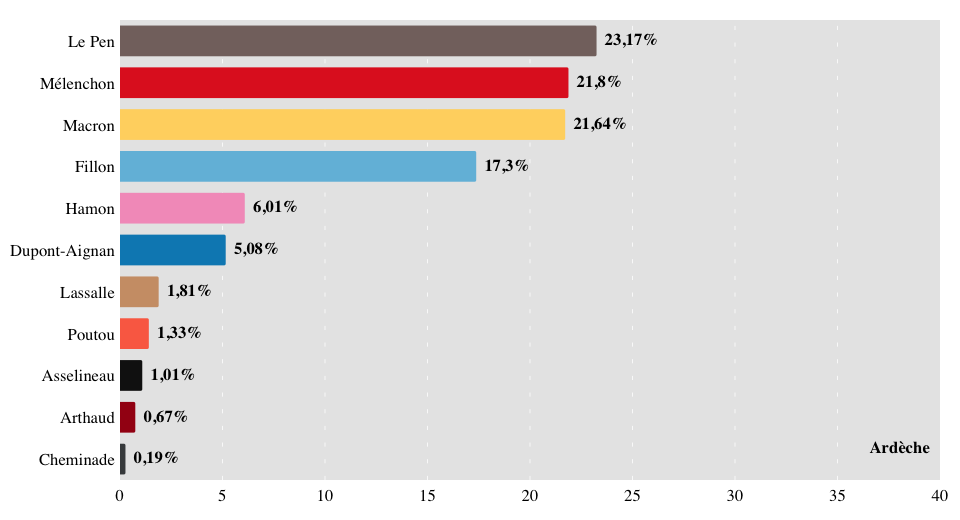 Le Pen 23,17%
Mélenchon 21,8%
Macron 21,64%
Fillon 17,3%
Hamon 6,01%
Dupont-Aignan 5,08%
Lassalle 1,81%
Poutou 1,33%
Asselineau 1,01%
Arthaud 0,67%
Ardèche
Cheminade 0,19%
0 5 10 15 20 25 30 35 40